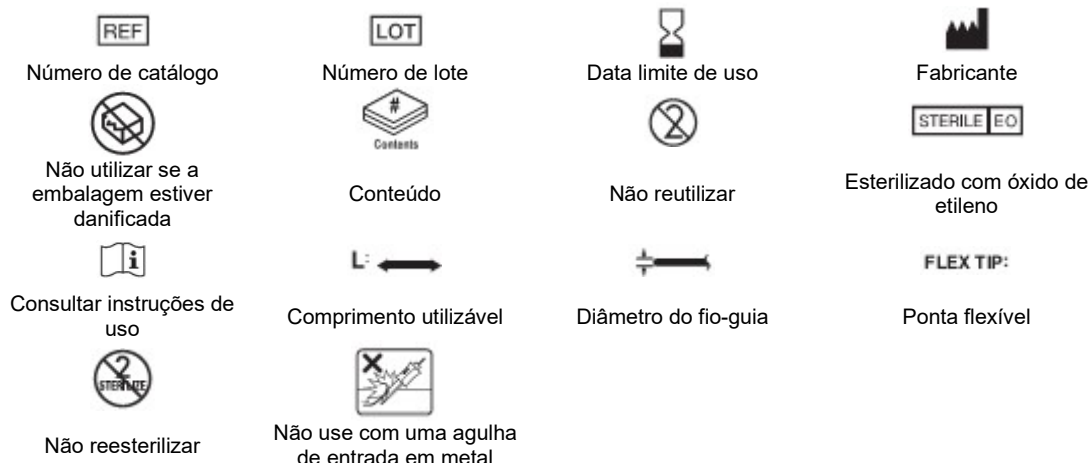 REF
LOT
Número de catálogo
Número de lote
Data limite de uso
Fabricante
#
Contents
2
STERILE EO
Não utilizar se a
embalagem estiver
danificada
Conteúdo
Não reutilizar
Esterilizado com óxido de
etileno
i
L:
FLEX TIP:
Consultar instruções de
uso
Comprimento utilizável
Diâmetro do fio-guia
Ponta flexível
2
Não reesterilizar
Não use com uma agulha
de entrada em metal